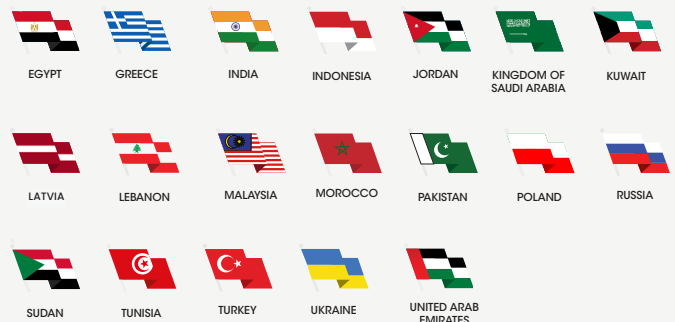 EGYPT
GREECE
INDIA
INDONESIA
JORDAN
KINGDOM OF
SAUDI ARABIA
KUWAIT
LATVIA
LEBANON
MALAYSIA
MOROCCO
PAKISTAN
POLAND
RUSSIA
SUDAN
TUNISIA
TURKEY
UKRAINE
UNITED ARAB
EMIRATES